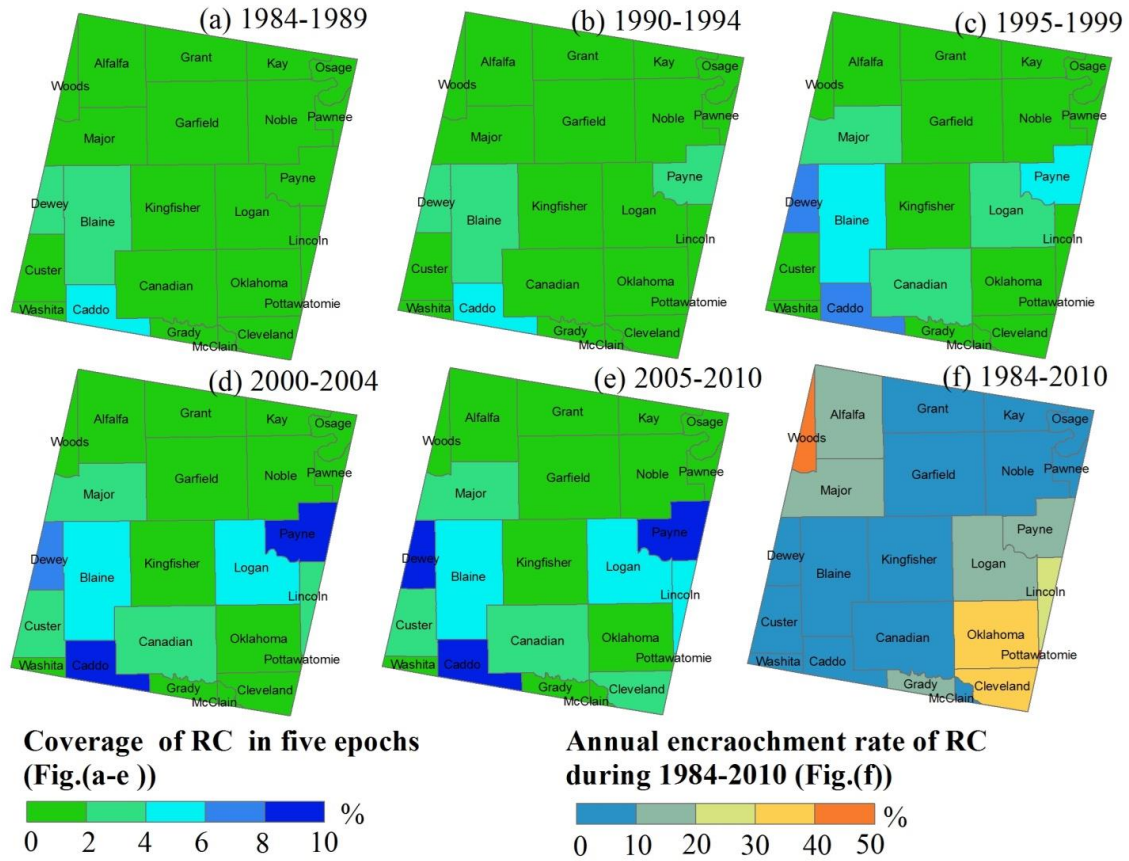 (a) 1984-1989
Alfalfa
Grant
Kay
Osage
Woods
Pawnee
Major
Garfield
Noble
Payne
Dewey
Blaine
Kingfisher
Logan
Lincoln
Custer
Canadian
Oklahoma
Washita
Caddo
Pottawatomie
Grady
Cleveland
McClain
(b) 1990-1994
Alfalfa
Grant
Kay
Osage
Woods
Pawnee
Major
Garfield
Noble
Payne
Dewey
Blaine
Kingfisher
Logan
Lincoln
Custer
Canadian
Oklahoma
Washita
Caddo
Pottawatomie
Grady
Cleveland
McClain
(c) 1995-1999
Alfalfa
Grant
Kay
Osage
Woods
Pawnee
Major
Garfield
Noble
Payne
Dewey
Blaine
Kingfisher
Logan
Lincoln
Custer
Canadian
Oklahoma
Washita
Caddo
Pottawatomie
Grady
Cleveland
McClain
(d) 2000-2004
Alfalfa
Grant
Kay
Osage
Woods
Pawnee
Major
Garfield
Noble
Payne
Dewey
Blaine
Kingfisher
Logan
Lincoln
Custer
Canadian
Oklahoma
Washita
Caddo
Pottawatomie
Grady
Cleveland
McClain
(e) 2005-2010
Alfalfa
Grant
Kay
Osage
Woods
Pawnee
Major
Garfield
Noble
Payne
Dewey
Blaine
Kingfisher
Logan
Lincoln
Custer
Canadian
Oklahoma
Washita
Caddo
Pottawatomie
Grady
Cleveland
McClain
(f) 1984-2010
Alfalfa
Grant
Kay
Osage
Woods
Pawnee
Major
Garfield
Noble
Payne
Dewey
Blaine
Kingfisher
Logan
Lincoln
Custer
Canadian
Oklahoma
Washita
Caddo
Pottawatomie
Grady
Cleveland
McClain
Coverage of RC in five epochs
(Fig.(a-e ))
%
0 2 4 6 8 10
Annual encraochment rate of RC
during 1984-2010 (Fig.(f))
%
0 10 20 30 40 50